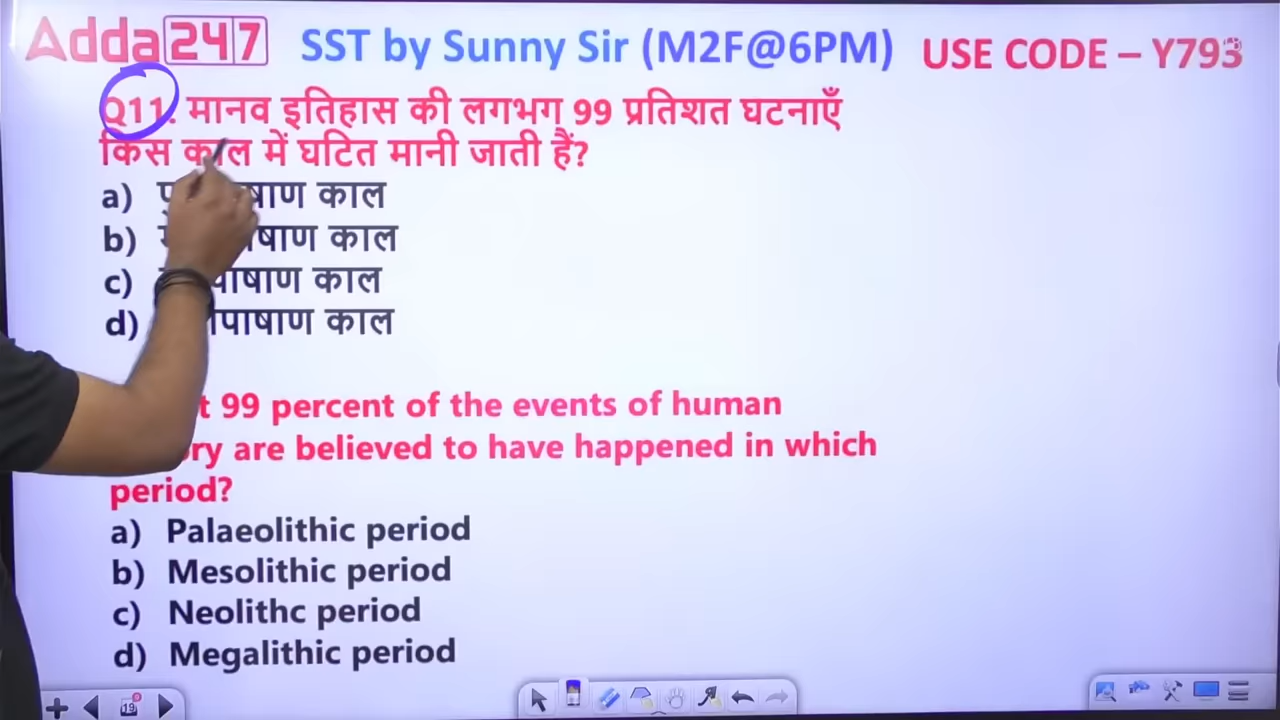 Adda247 SST by Sunny Sir (M2F@6PM) USE CODE – Y793
Q11. मानव इतिहास की लगभग 99 प्रतिशत घटनाएँ
किस काल में घटित मानी जाती हैं?
a) काल
b) काल
c) काल
d) काल
99 percent of the events of human
are believed to have happened in which
period?
a) Palaeolithic period
b) Mesolithic period
c) Neolithc period
d) Megalithic period
19